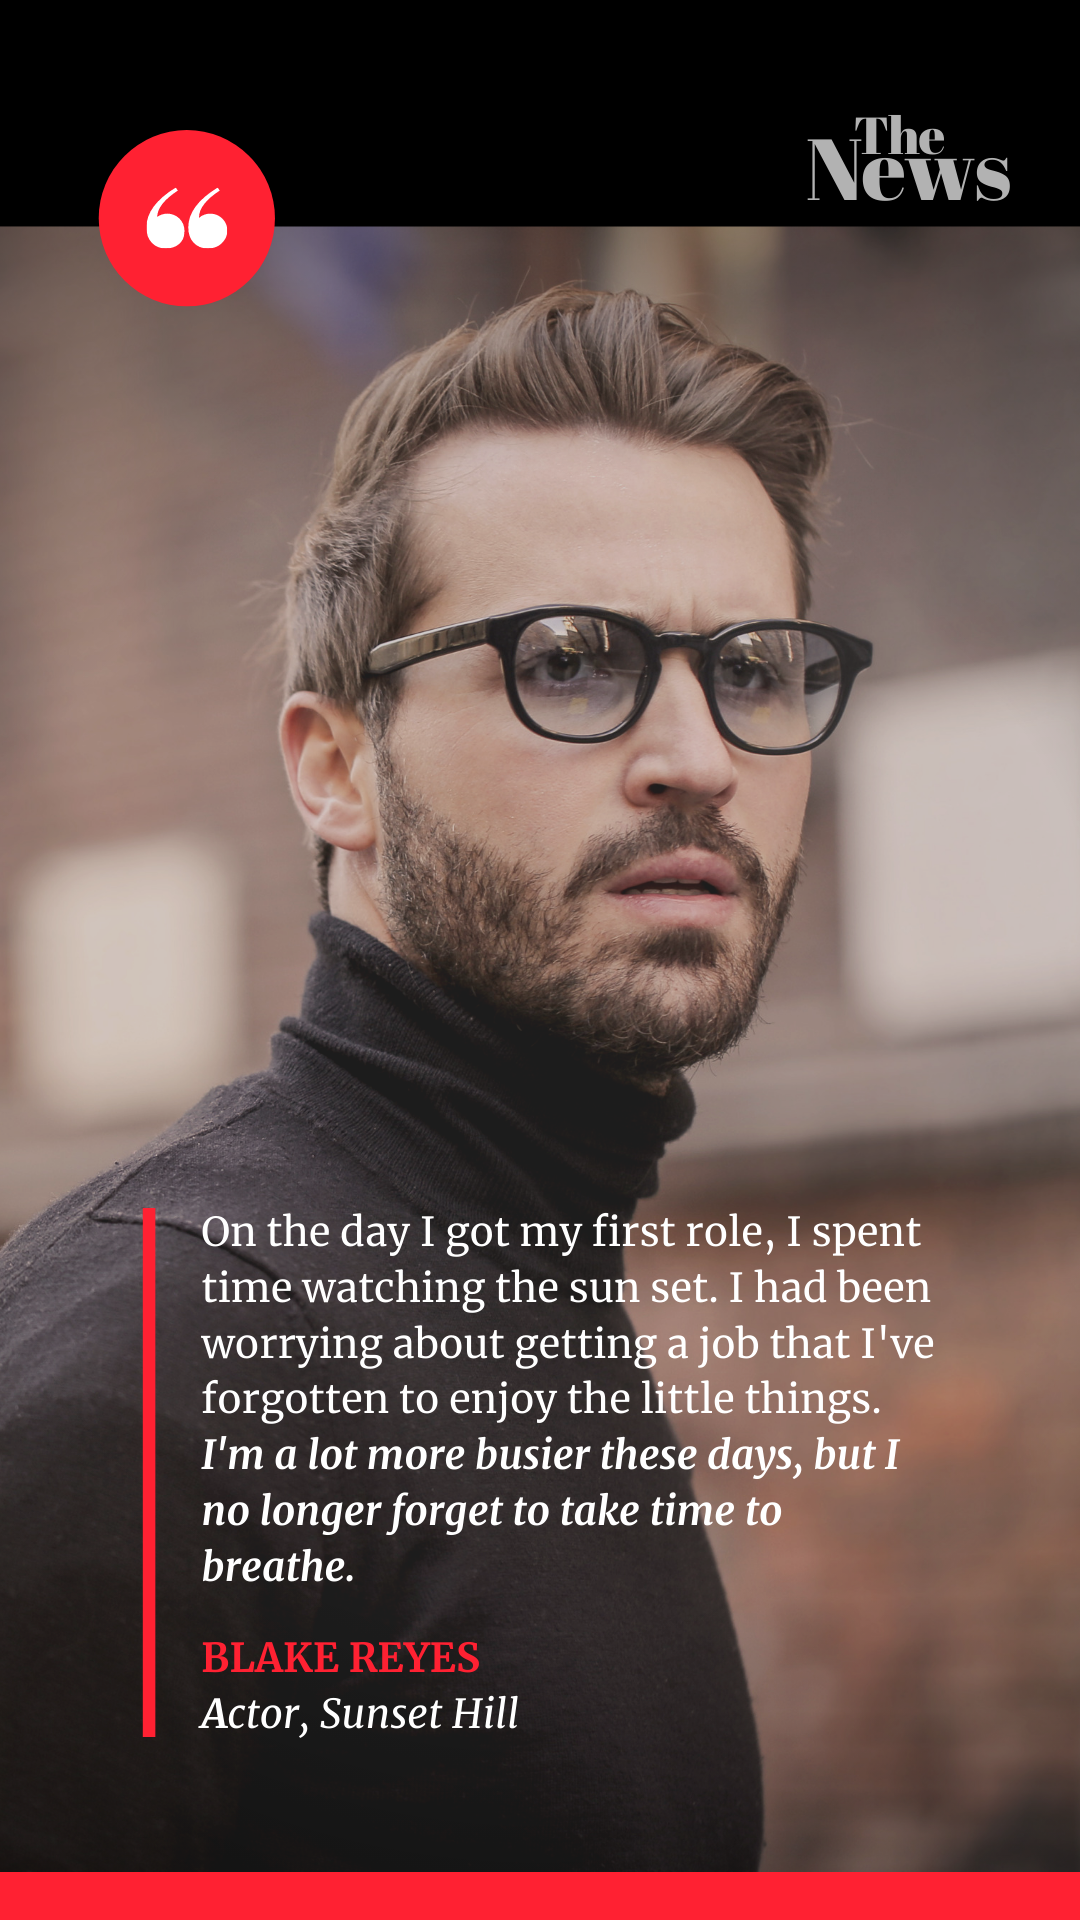 The
News
“
On the day I got my first role, I spent
time watching the sun set. I had been
worrying about getting a job that I've
forgotten to enjoy the little things.
I'm a lot more busier these days, but I
no longer forget to take time to
breathe.
BLAKE REYES
Actor, Sunset Hill